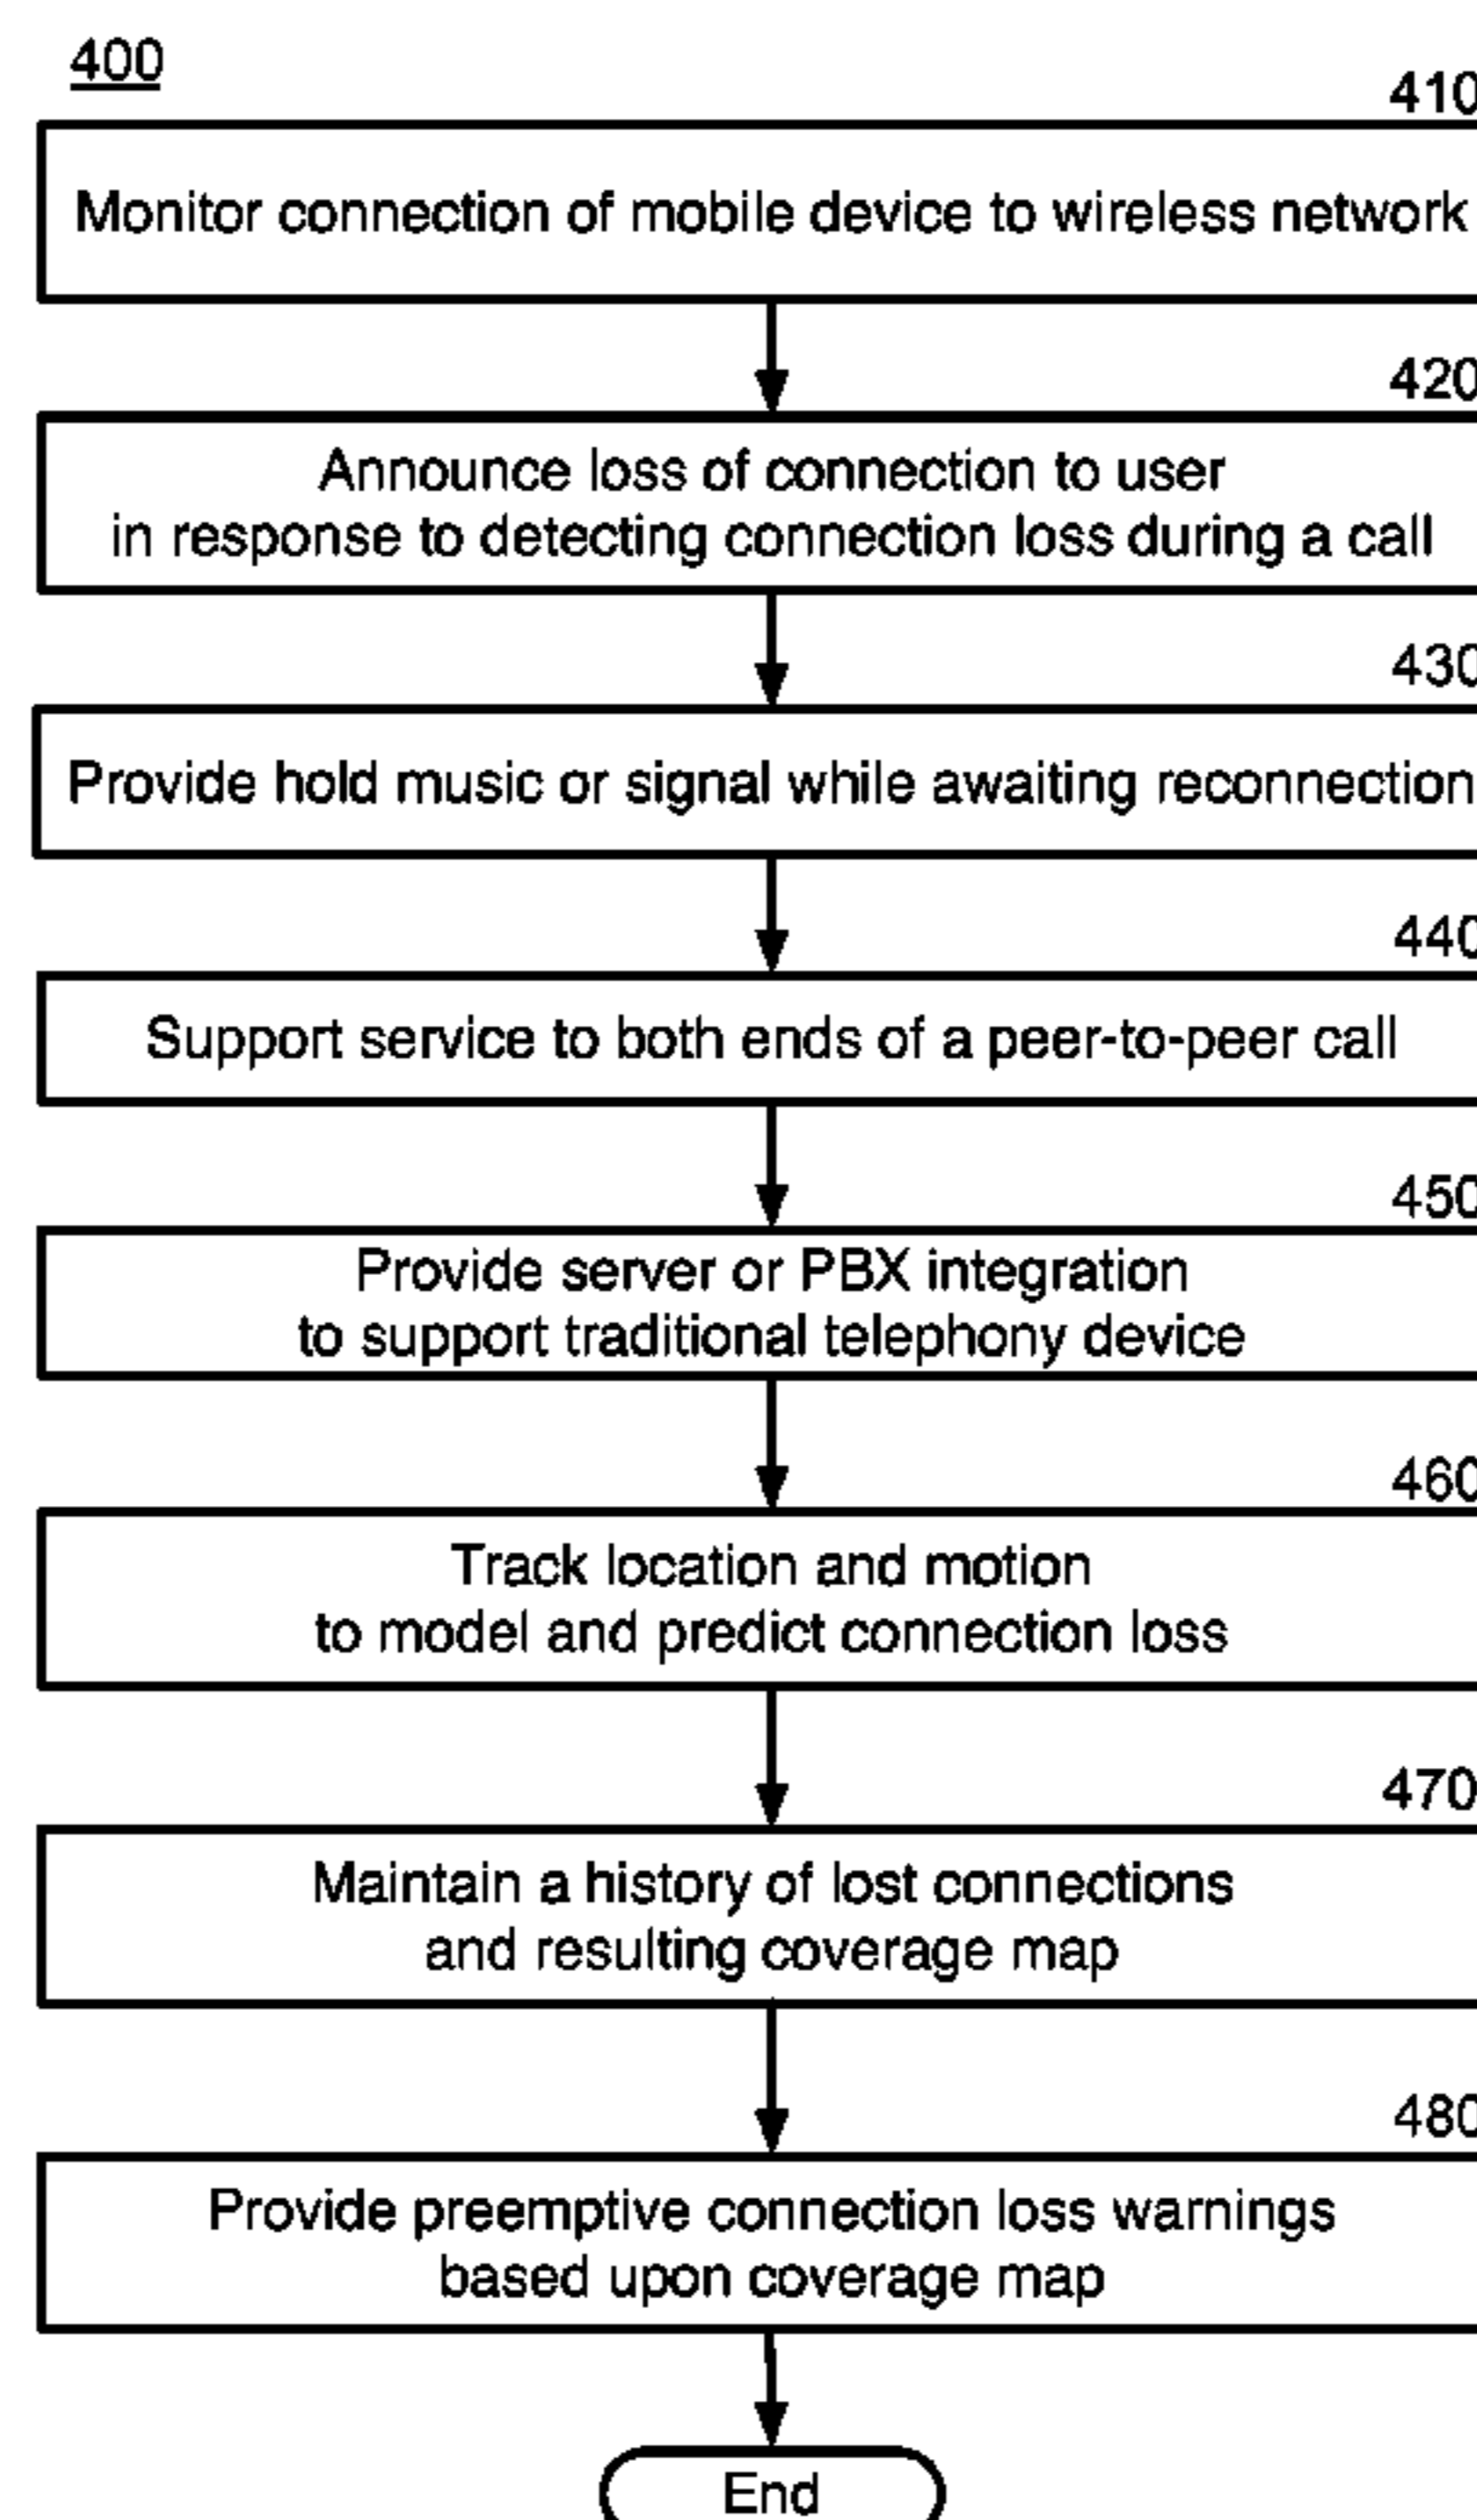 400
410
Monitor connection of mobile device to wireless network
420
Announce loss of connection to user
in response to detecting connection loss during a call
430
Provide hold music or signal while awaiting reconnection
440
Support service to both ends of a peer-to-peer call
450
Provide server or PBX integration
to support traditional telephony device
460
Track location and motion
to model and predict connection loss
470
Maintain a history of lost connections
and resulting coverage map
480
Provide preemptive connection loss warnings
based upon coverage map
End